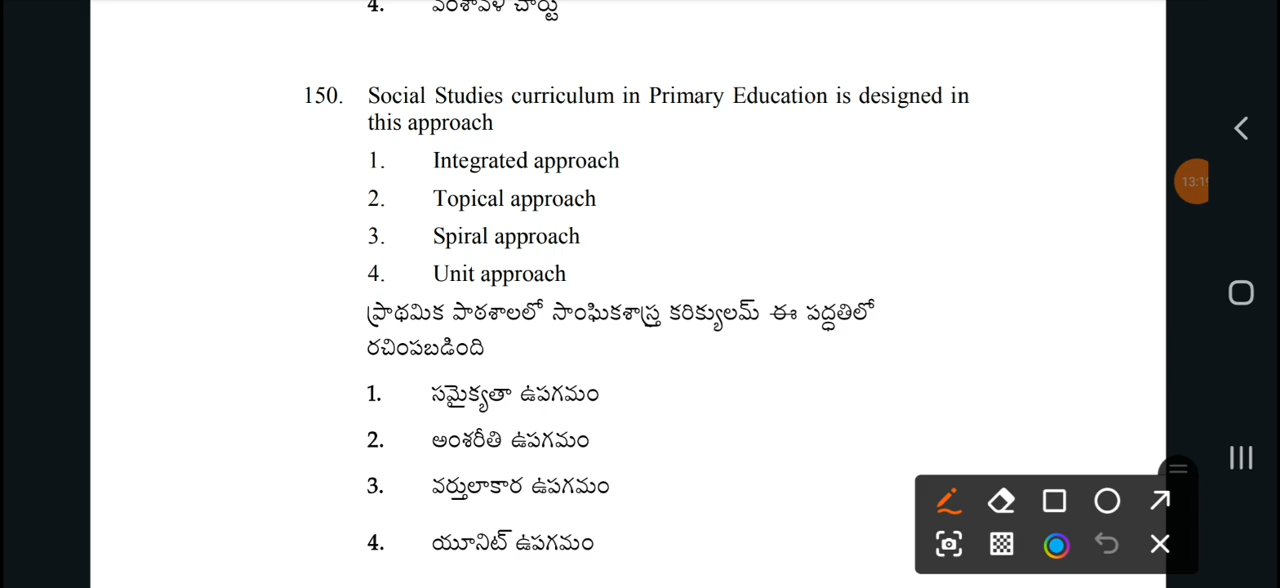 4. వంశావళి చార్టు
150. Social Studies curriculum in Primary Education is designed in
this approach
1. Integrated approach
2. Topical approach
3. Spiral approach
4. Unit approach
ప్రాథమిక పాఠశాలలో సాంఘికశాస్త్ర కరిక్యులమ్ ఈ పద్ధతిలో
రచింపబడింది
1. సమైక్యతా ఉపగమం
2. అంశరీతి ఉపగమం
3. వర్తులాకార ఉపగమం
4. యూనిట్ ఉపగమం